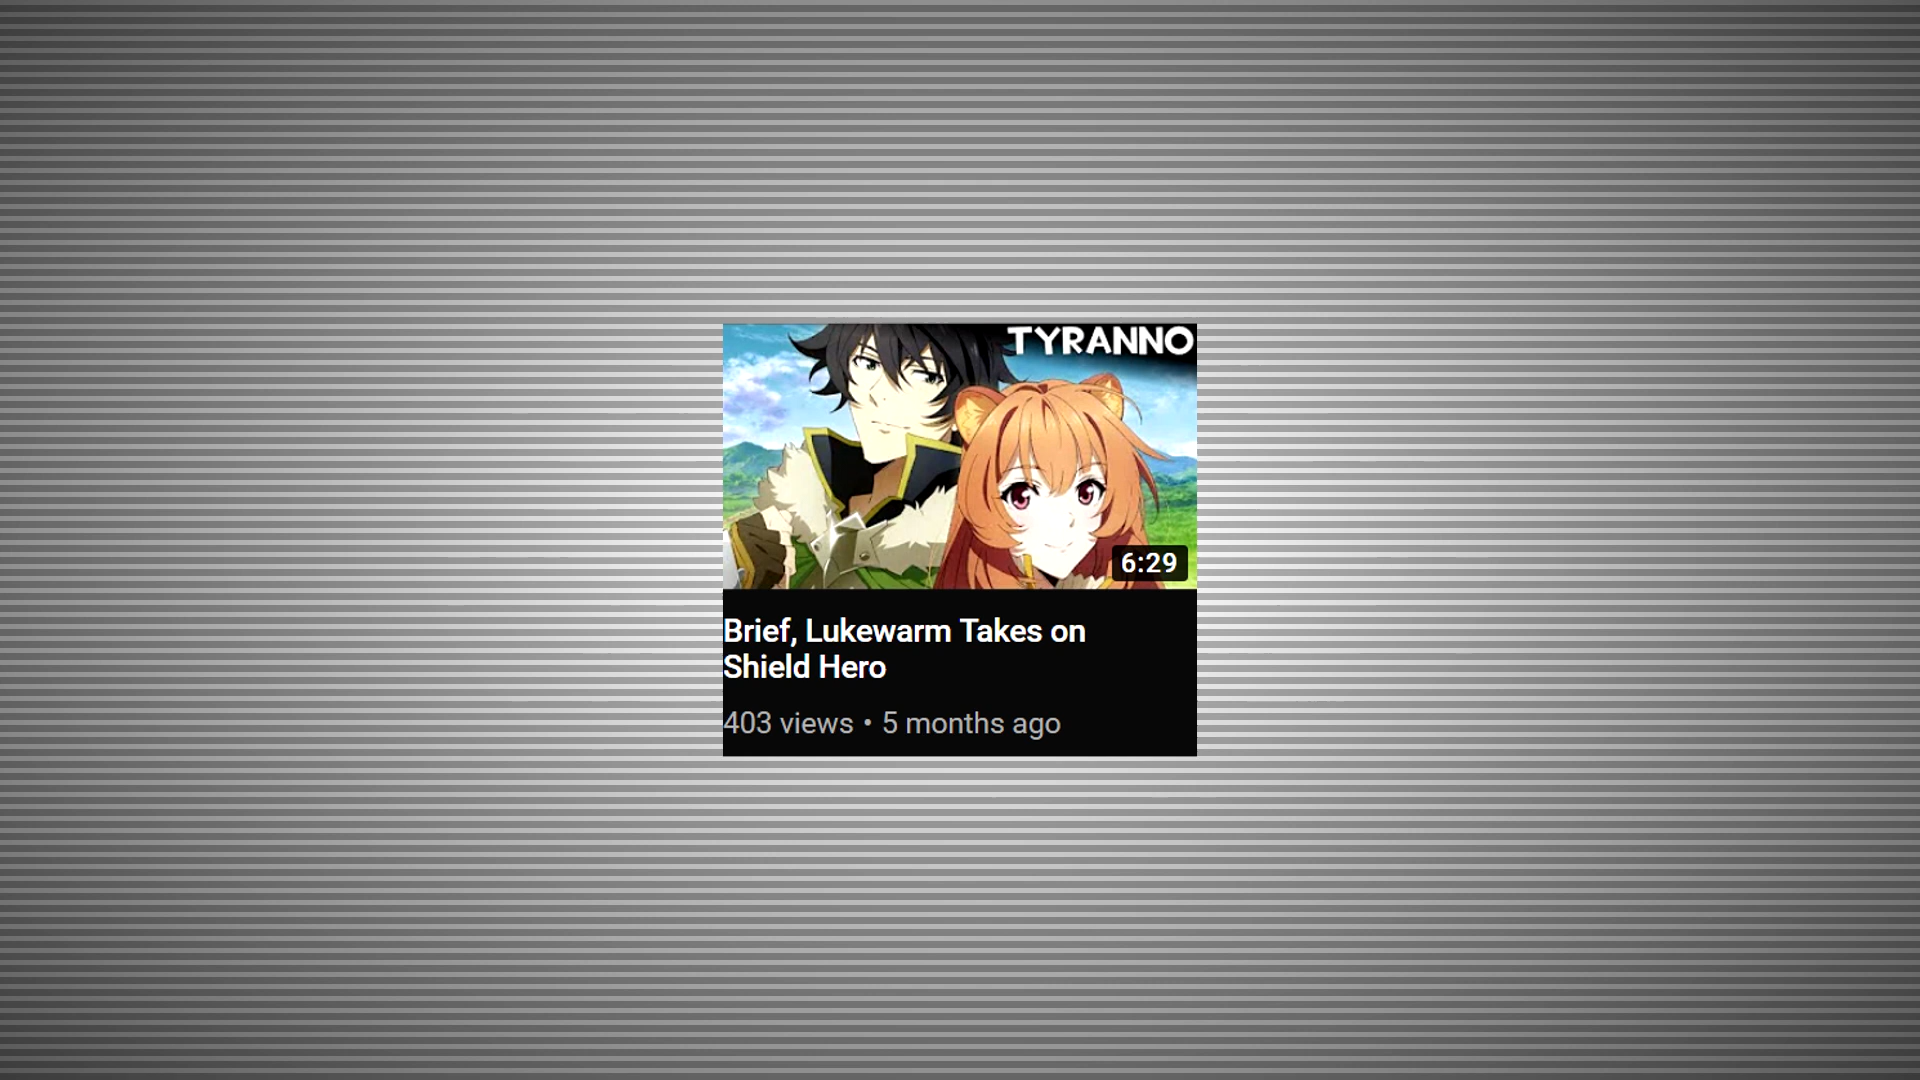 TYRANNO
6:29
Brief, Lukewarm Takes on
Shield Hero
403 views • 5 months ago